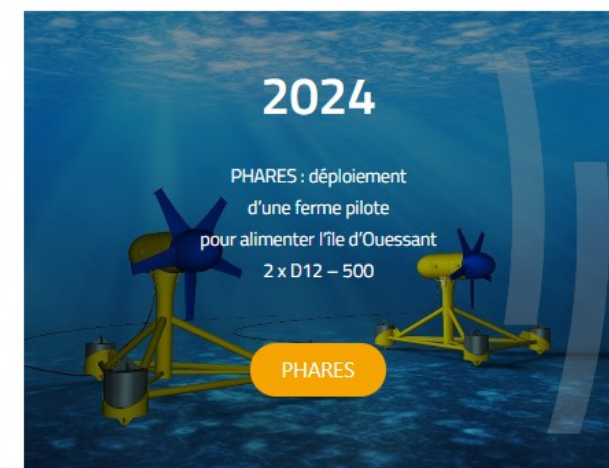 2024
PHARES : déploiement
d'une ferme pilote
pour alimenter l'île d'Ouessant
2 x D12 – 500
PHARES